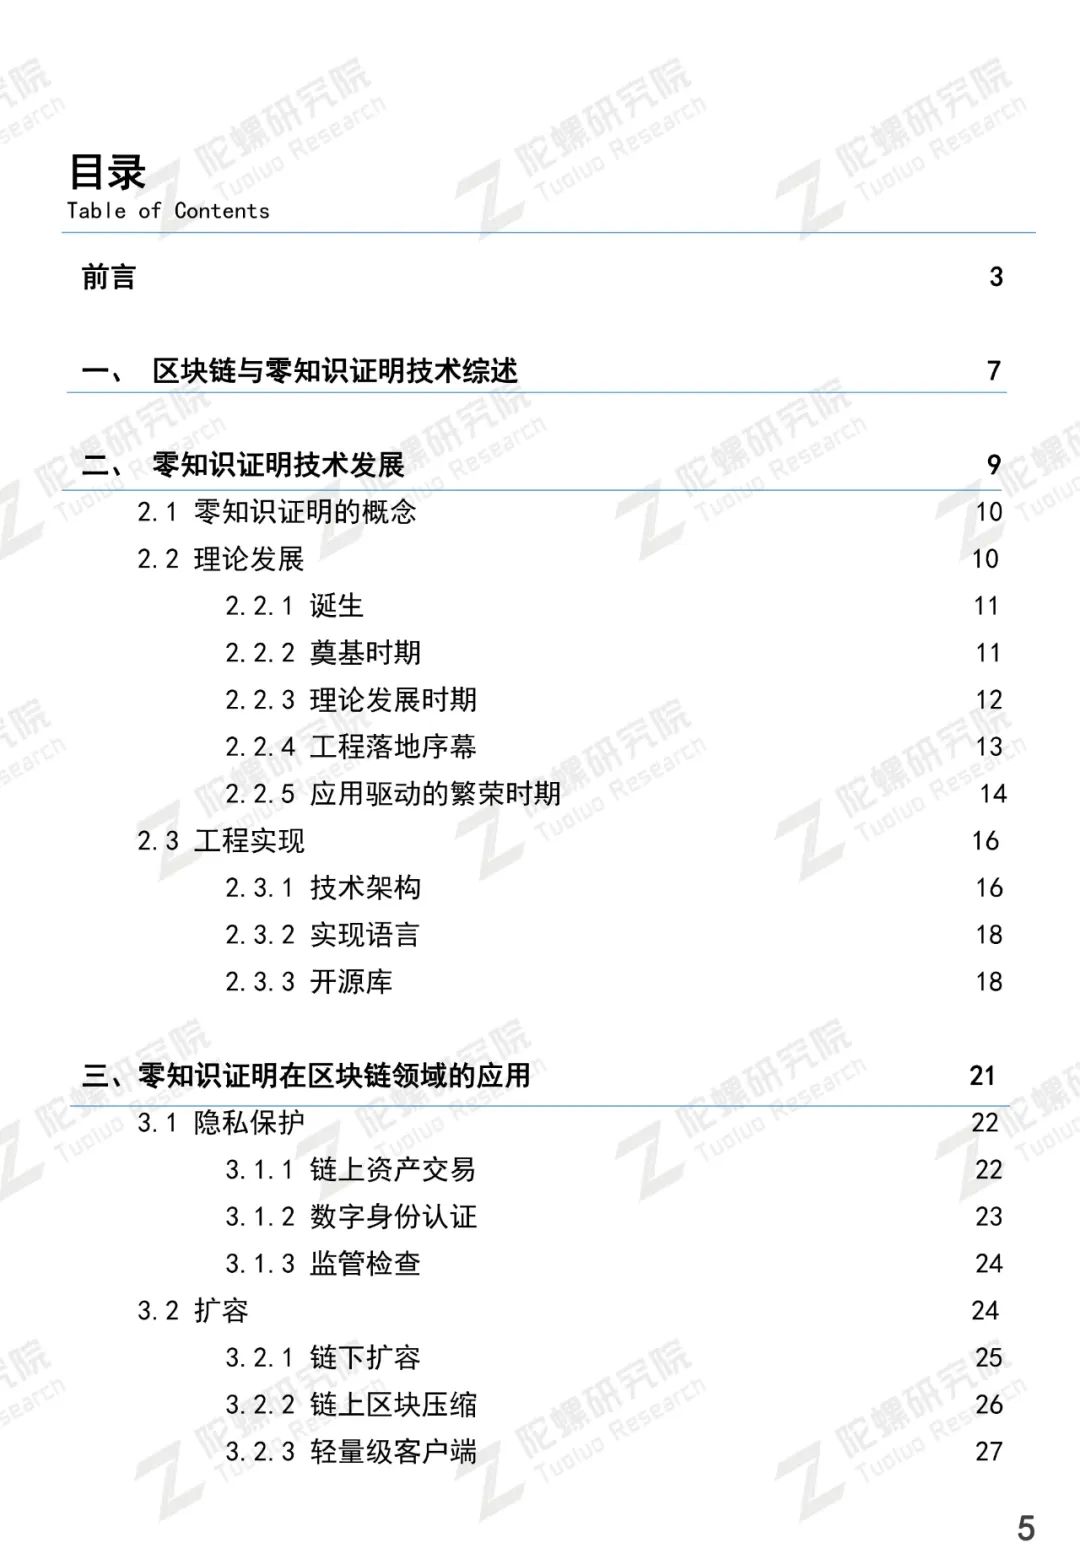 目录
Table of Contents
前言 3
一、 区块链与零知识证明技术综述 7
二、 零知识证明技术发展 9
2.1 零知识证明的概念 10
2.2 理论发展 10
2.2.1 诞生 11
2.2.2 奠基时期 11
2.2.3 理论发展时期 12
2.2.4 工程落地序幕 13
2.2.5 应用驱动的繁荣时期 14
2.3 工程实现 16
2.3.1 技术架构 16
2.3.2 实现语言 18
2.3.3 开源库 18
三、零知识证明在区块链领域的应用 21
3.1 隐私保护 22
3.1.1 链上资产交易 22
3.1.2 数字身份认证 23
3.1.3 监管检查 24
3.2 扩容 24
3.2.1 链下扩容 25
3.2.2 链上区块压缩 26
3.2.3 轻量级客户端 27
5
陀螺研究院
Tuoluo Research